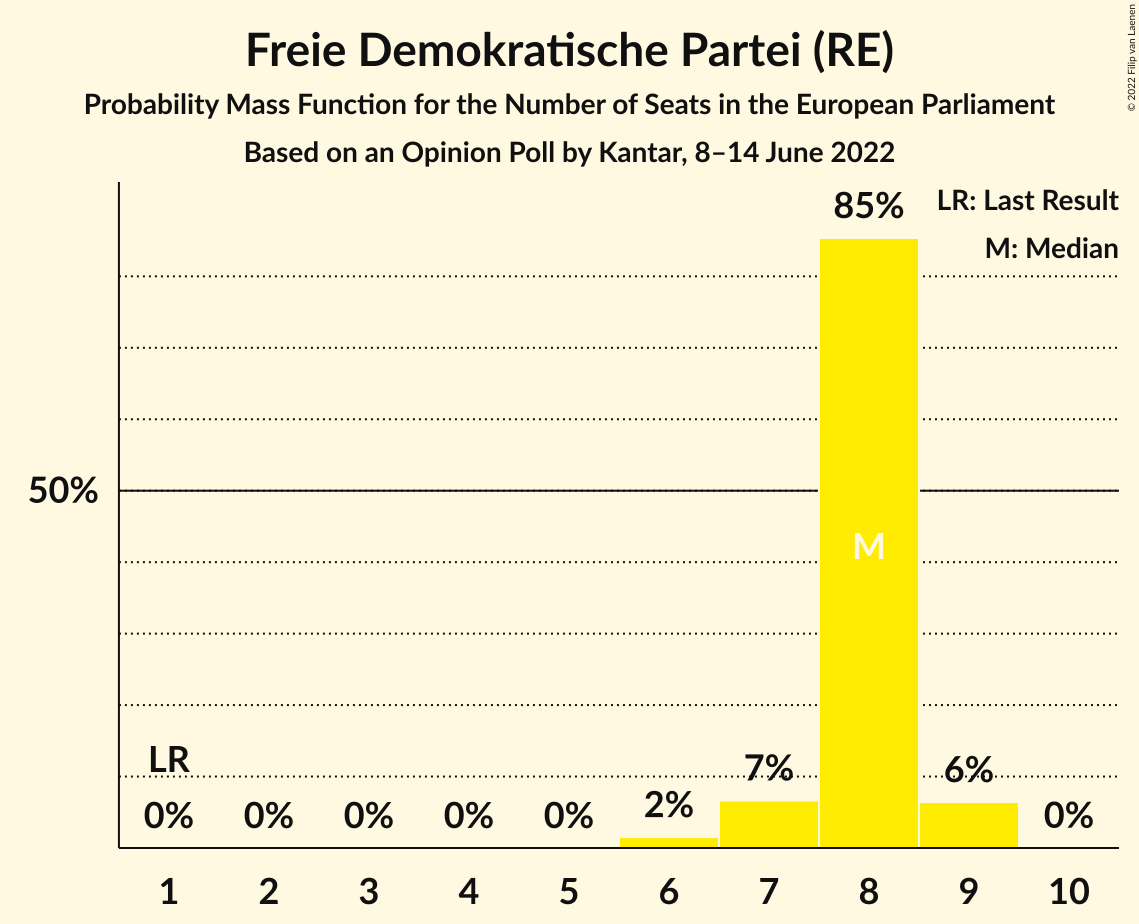 Freie Demokratische Partei (RE)
Probability Mass Function for the Number of Seats in the European Parliament
Based on an Opinion Poll by Kantar, 8–14 June 2022
© 2022 Filip van Laenen
LR: Last Result
M: Median
85%
50%
M
LR
0% 0% 0% 0% 0% 2% 7% 6% 0%
1 2 3 4 5 6 7 8 9 10